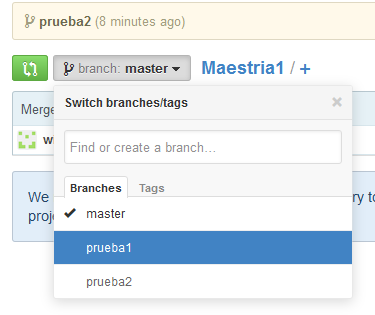 prueba2 (8 minutes ago)
branch: master Maestria1 / +
Switch branches/tags ×
Merge
Find or create a branch...
We
Branches Tags
master
prueba1
prueba2